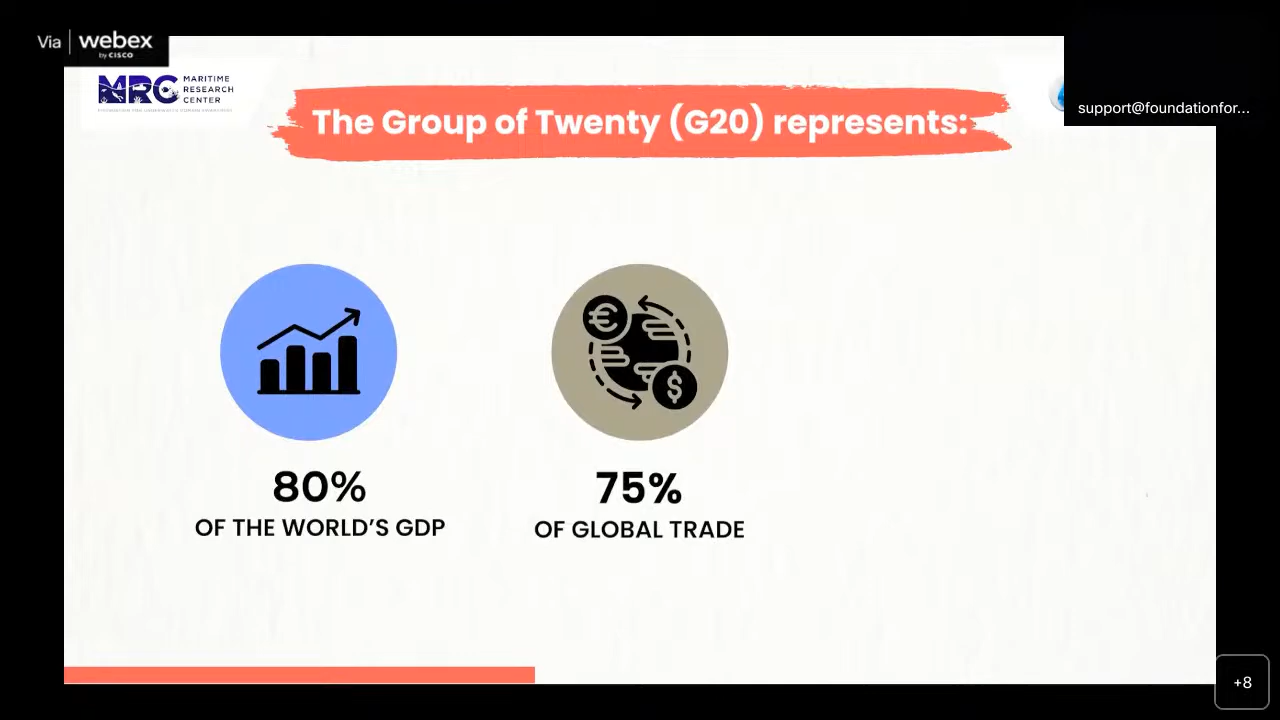 Via webex
by CISCO
MRC MARITIME
RESEARCH
CENTER
support@foundationfor...
The Group of Twenty (G20) represents:
€
$
80%
OF THE WORLD'S GDP
75%
OF GLOBAL TRADE
+8